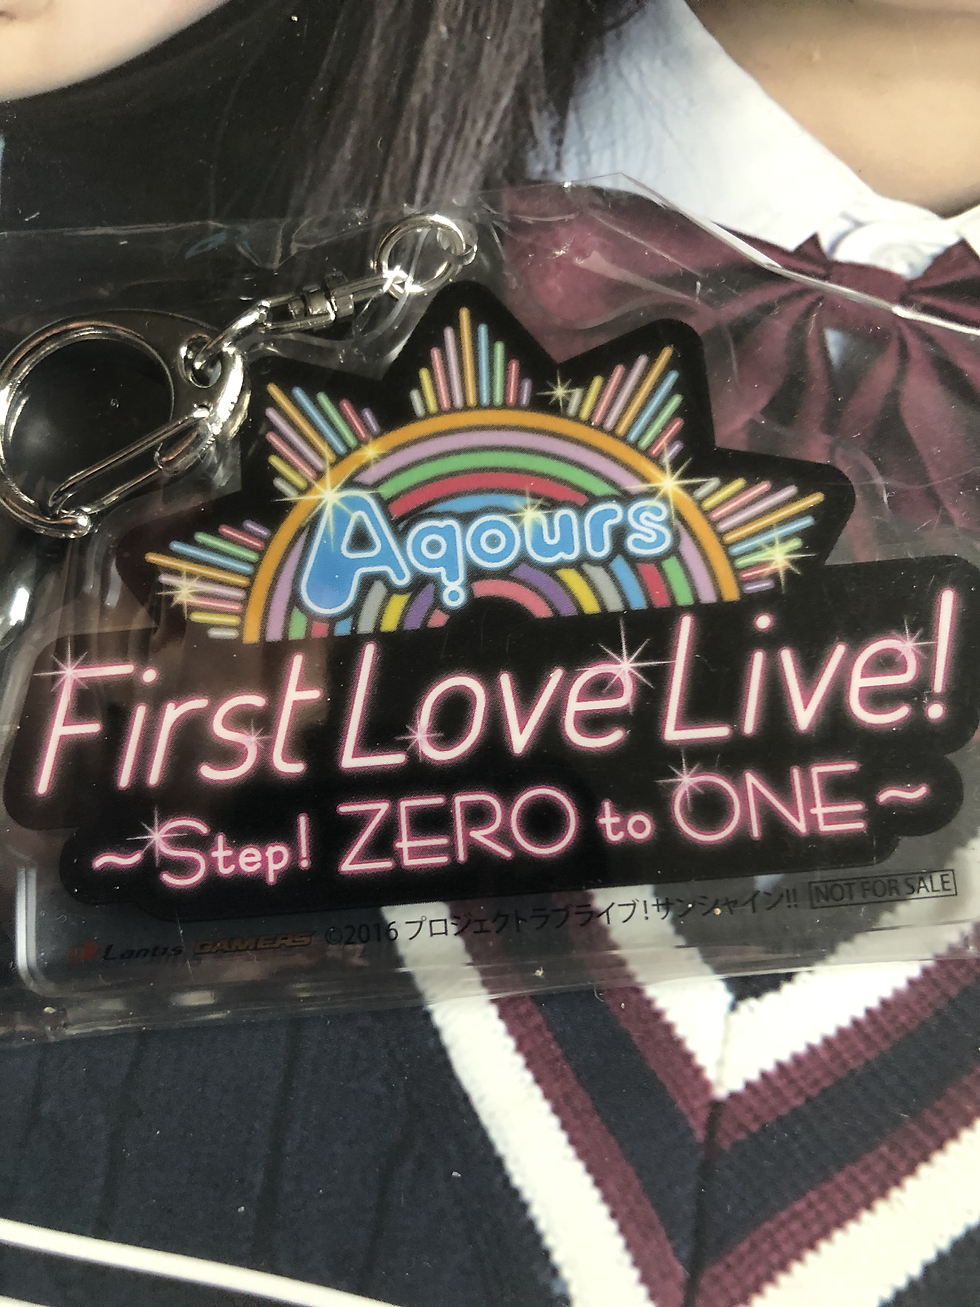 Aqours
First Love Live!
~Step! ZERO to ONE~
Lantis GAMERS ©2016 プロジェクトラブライブ!サンシャイン!! NOT FOR SALE